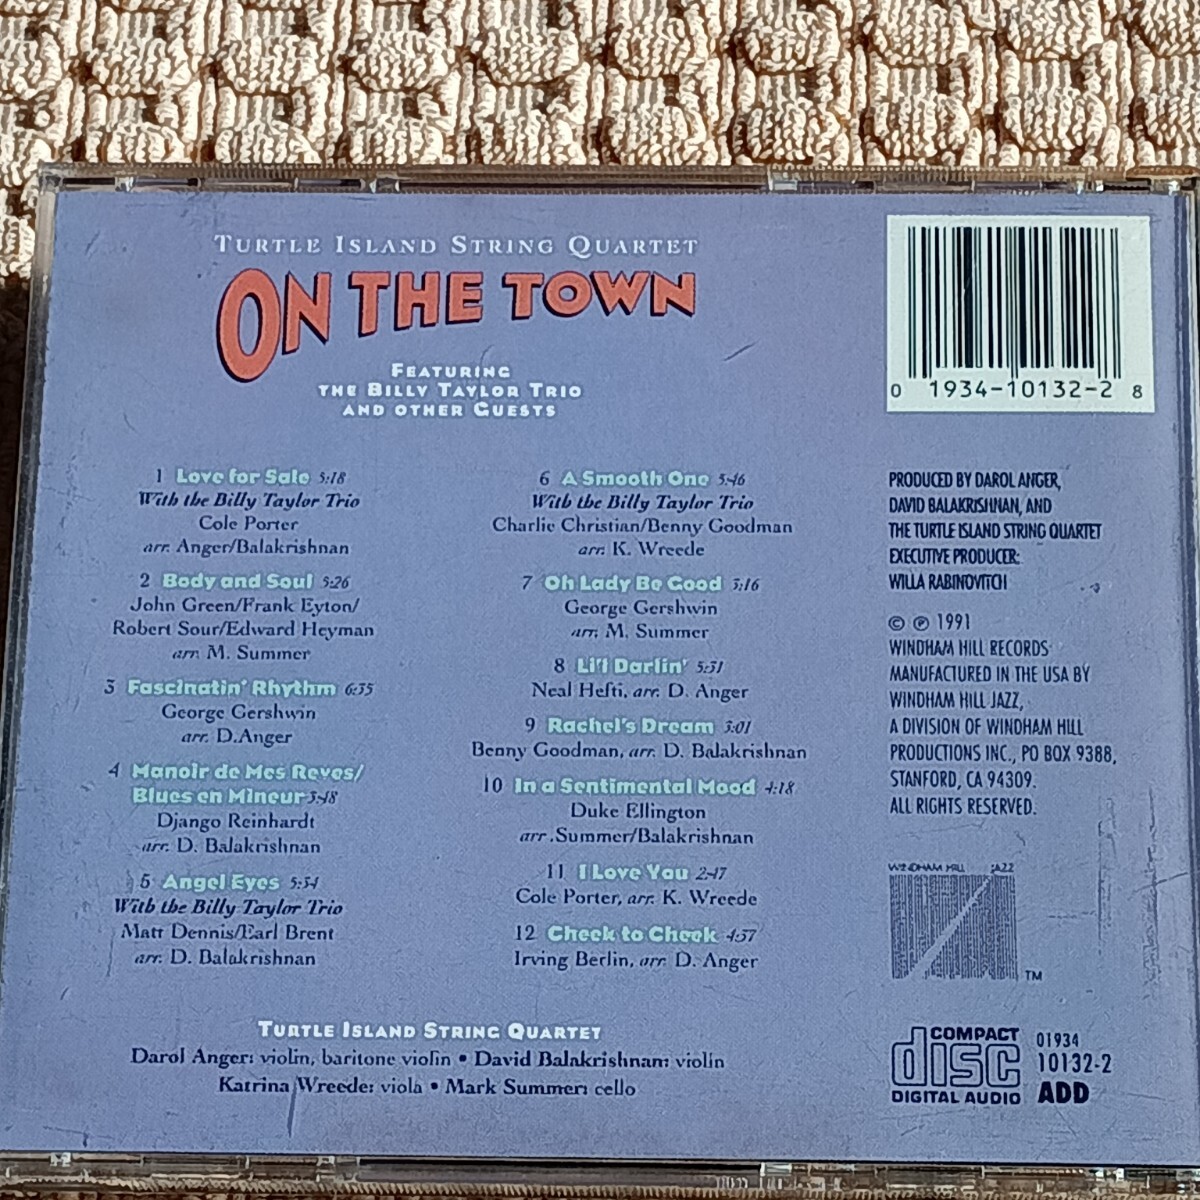 TURTLE ISLAND STRING QUARTET
ON THE TOWN
FEATURING
THE BILLY TAYLOR TRIO
AND OTHER GUESTS
1 Love for Sale 5:18
With the Billy Taylor Trio
Cole Porter
arr. Anger/Balakrishnan
2 Body and Soul 5:26
John Green/Frank Eyton/
Robert Sour/Edward Heyman
arr. M. Summer
3 Fascinatin' Rhythm 6:35
George Gershwin
arr. D.Anger
4 Manoir de Mes Reves/
Blues en Mineur 3:48
Django Reinhardt
arr. D. Balakrishnan
5 Angel Eyes 5:54
With the Billy Taylor Trio
Matt Dennis/Earl Brent
arr. D. Balakrishnan
6 A Smooth One 5:46
With the Billy Taylor Trio
Charlie Christian/Benny Goodman
arr. K. Wreede
7 Oh Lady Be Good 3:16
George Gershwin
arr. M. Summer
8 Li'l Darlin' 5:31
Neal Hefti, arr. D. Anger
9 Rachel's Dream 3:01
Benny Goodman, arr. D. Balakrishnan
10 In a Sentimental Mood 4:18
Duke Ellington
arr .Summer/Balakrishnan
11 I Love You 2:47
Cole Porter, arr. K. Wreede
12 Cheek to Cheek 4:37
Irving Berlin, arr. D. Anger
TURTLE ISLAND STRING QUARTET
Darol Anger: violin, baritone violin • David Balakrishnan: violin
Katrina Wreede: viola • Mark Summer: cello
0 1934-10132-2 8
PRODUCED BY DAROL ANGER,
DAVID BALAKRISHNAN, AND
THE TURTLE ISLAND STRING QUARTET
EXECUTIVE PRODUCER:
WILLA RABINOVITCH
© ℗ 1991
WINDHAM HILL RECORDS
MANUFACTURED IN THE USA BY
WINDHAM HILL JAZZ,
A DIVISION OF WINDHAM HILL
PRODUCTIONS INC., PO BOX 9388,
STANFORD, CA 94309.
ALL RIGHTS RESERVED.
WINDHAM HILL JAZZ
TM
COMPACT
disc
DIGITAL AUDIO
01934
10132-2
ADD